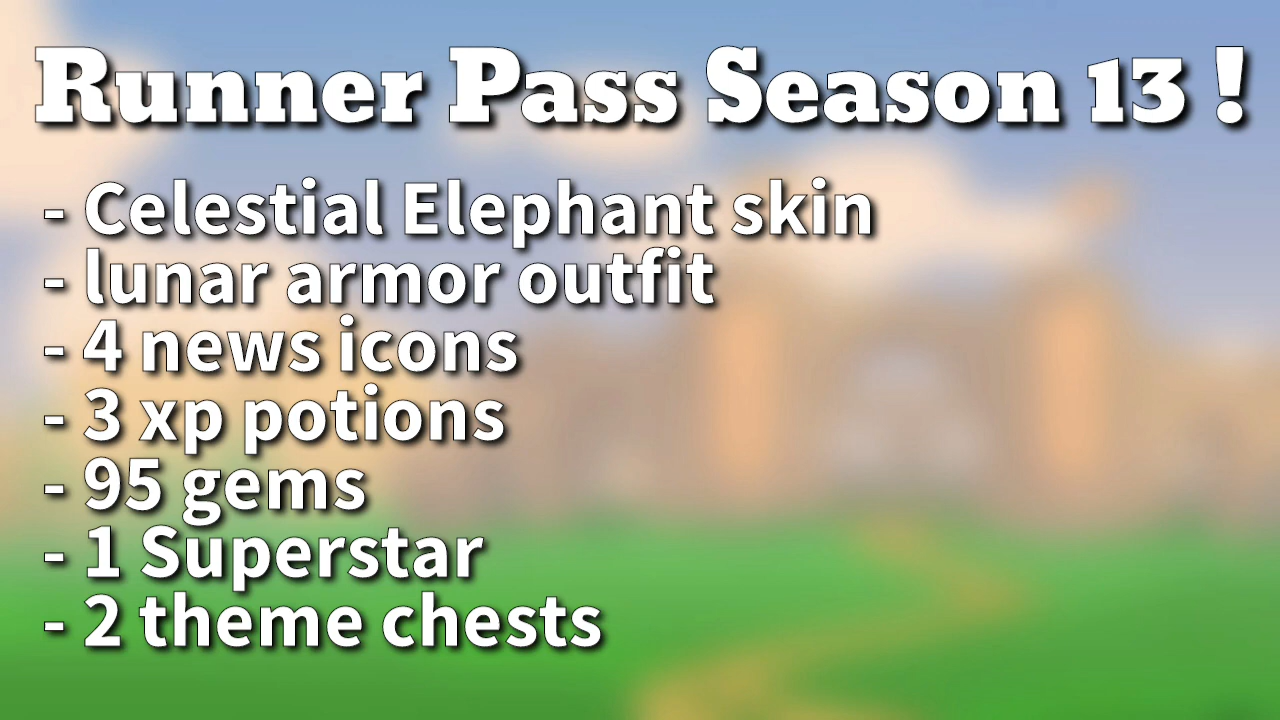 Runner Pass Season 13 !
- Celestial Elephant skin
- lunar armor outfit
- 4 news icons
- 3 xp potions
- 95 gems
- 1 Superstar
- 2 theme chests